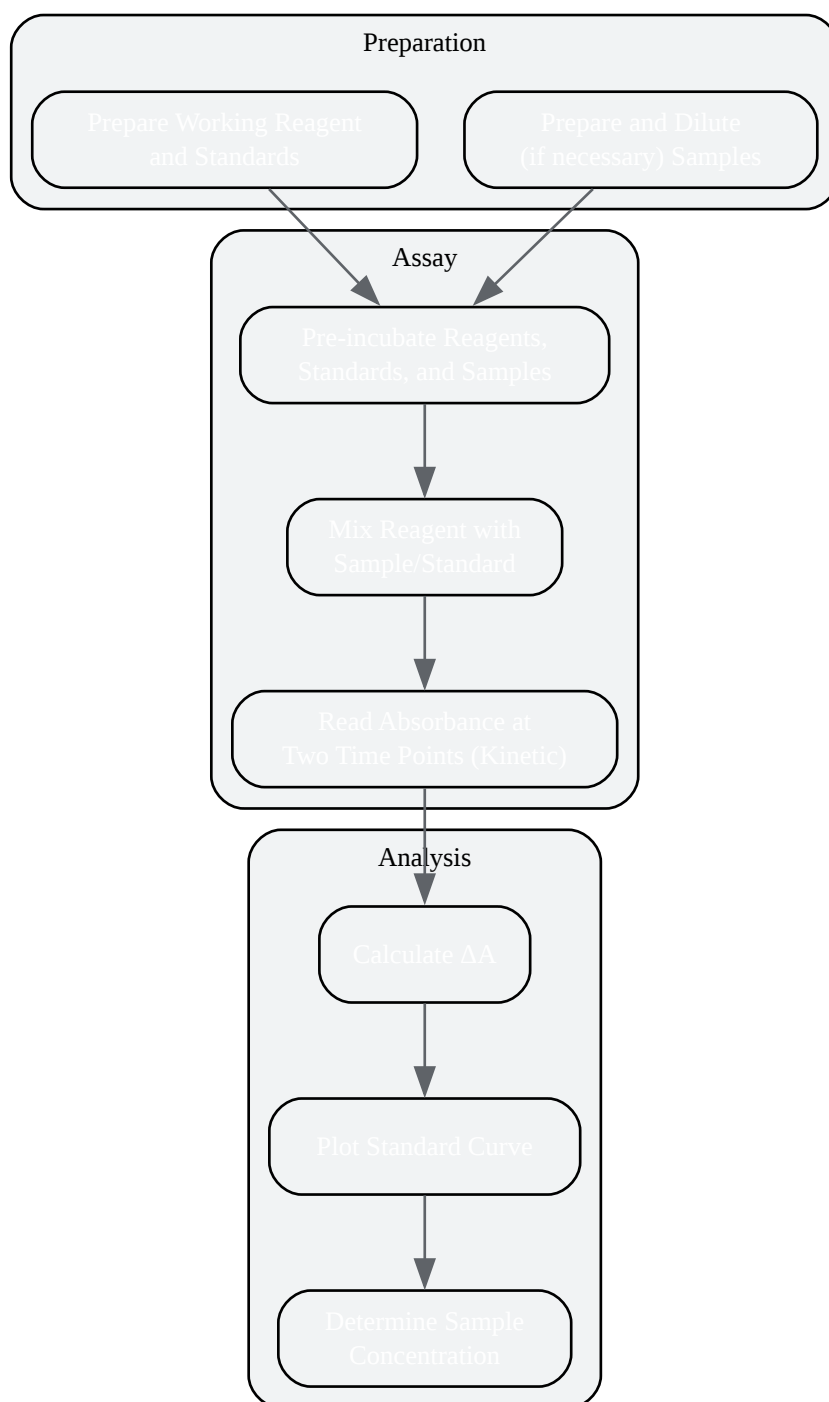 Preparation
Prepare Working Reagent
and Standards
Prepare and Dilute
(if necessary) Samples
Assay
Pre-incubate Reagents,
Standards, and Samples
Mix Reagent with
Sample/Standard
Read Absorbance at
Two Time Points (Kinetic)
Analysis
Calculate ΔA
Plot Standard Curve
Determine Sample
Concentration